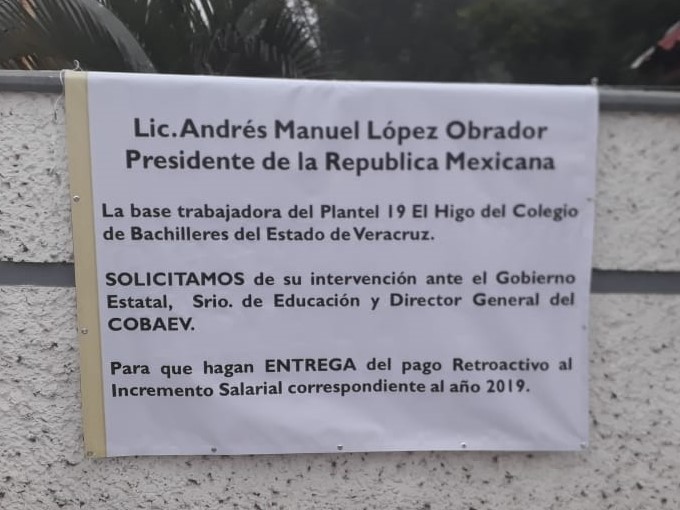 Lic.Andrés Manuel López Obrador
Presidente de la Republica Mexicana
La base trabajadora del Plantel 19 El Higo del Colegio
de Bachilleres del Estado de Veracruz.
SOLICITAMOS de su intervención ante el Gobierno
Estatal, Srio. de Educación y Director General del
COBAEV.
Para que hagan ENTREGA del pago Retroactivo al
Incremento Salarial correspondiente al año 2019.